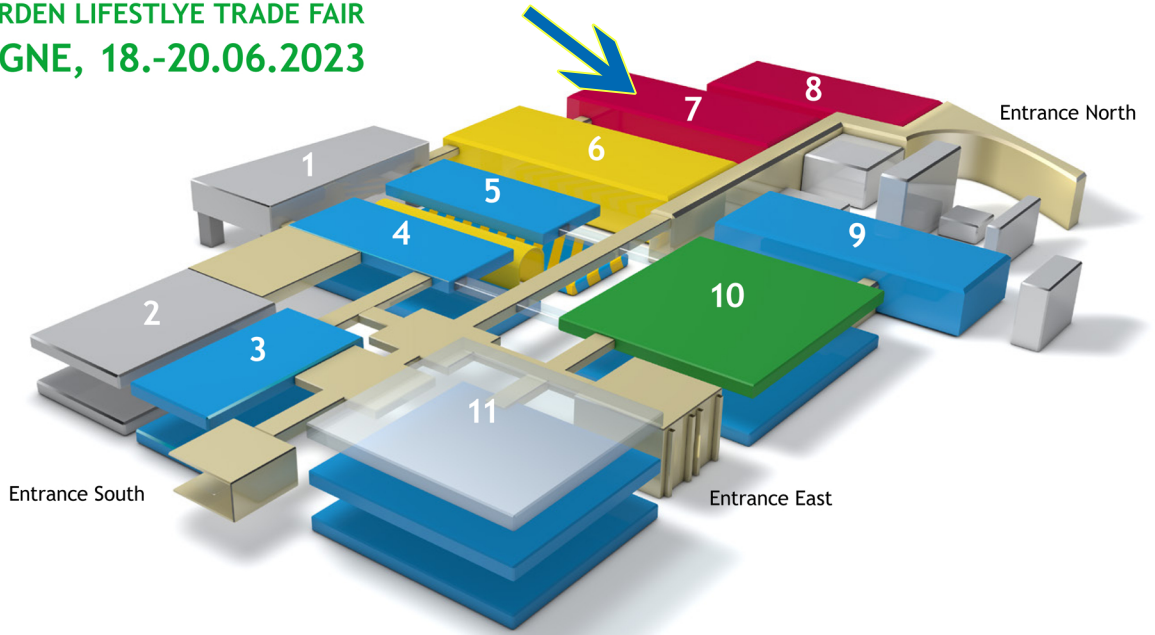 RDEN LIFESTLYE TRADE FAIR
GNE, 18.-20.06.2023
8
Entrance North
7
6
1
5
4
9
10
2
3
11
Entrance South
Entrance East